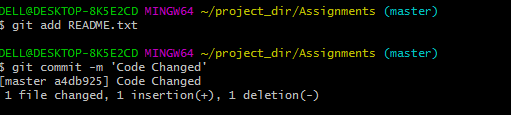 DELL@DESKTOP-8K5E2CD MINGW64 ~/project_dir/Assignments (master)
$ git add README.txt
DELL@DESKTOP-8K5E2CD MINGW64 ~/project_dir/Assignments (master)
$ git commit -m 'Code Changed'
[master a4db925] Code Changed
1 file changed, 1 insertion(+), 1 deletion(-)